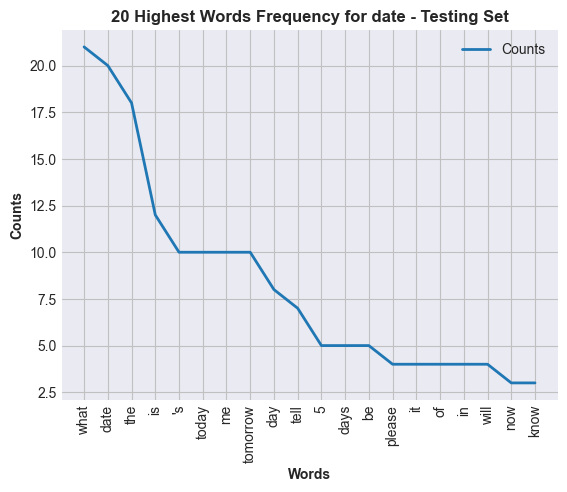 20 Highest Words Frequency for date - Testing Set
Counts
Counts
20.0
17.5
15.0
12.5
10.0
7.5
5.0
2.5
what
date
the
is
's
today
me
tomorrow
day
tell
5
days
be
please
it
of
in
will
now
know
Words